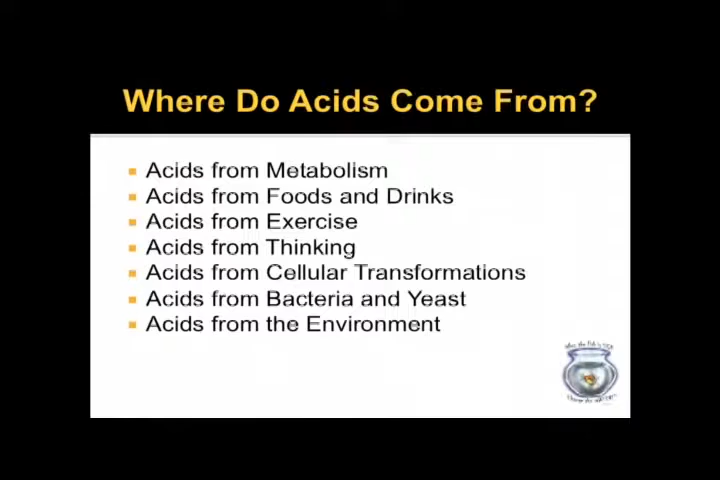 Where Do Acids Come From?
Acids from Metabolism
Acids from Foods and Drinks
Acids from Exercise
Acids from Thinking
Acids from Cellular Transformations
Acids from Bacteria and Yeast
Acids from the Environment